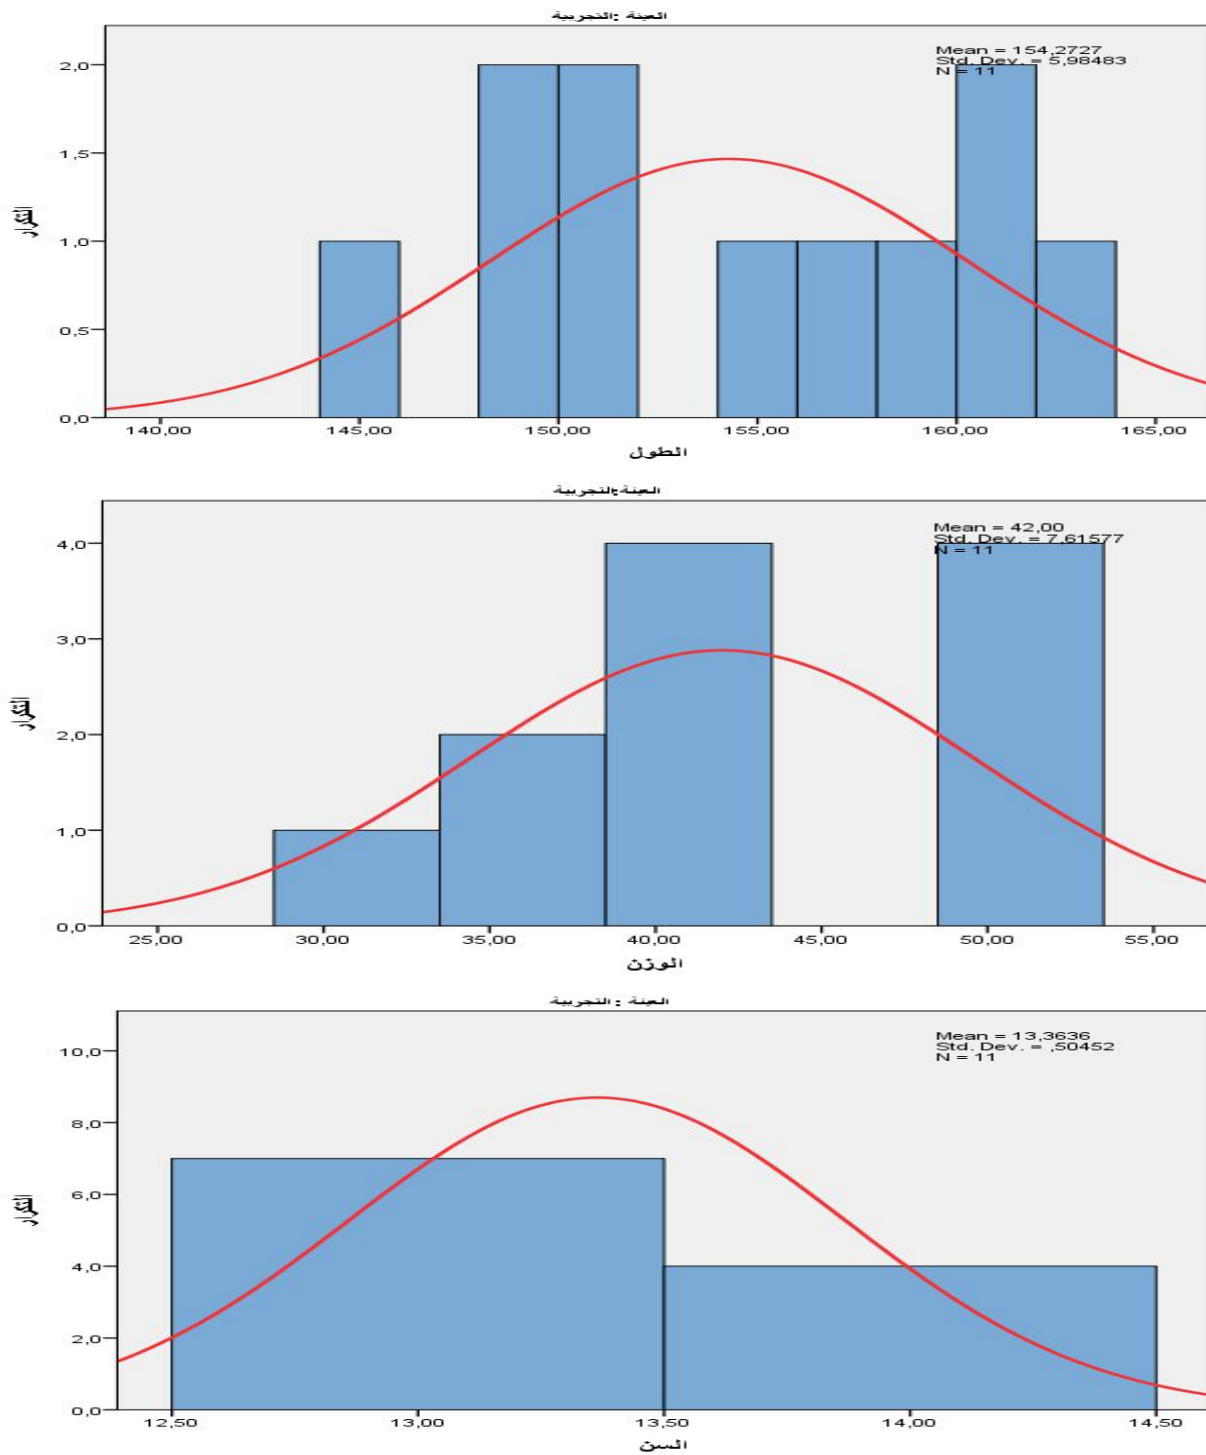 العينة :التجريبية
Mean = 154,2727
Std. Dev. = 5,98483
N = 11
2,0
1,5
1,0
0,5
0,0
التكرار
140,00 145,00 150,00 155,00 160,00 165,00
الطول
العينة :التجريبية
Mean = 42,00
Std. Dev. = 7,61577
N = 11
4,0
3,0
2,0
1,0
0,0
التكرار
25,00 30,00 35,00 40,00 45,00 50,00 55,00
الوزن
العينة :التجريبية
Mean = 13,3636
Std. Dev. = ,50452
N = 11
10,0
8,0
6,0
4,0
2,0
0,0
التكرار
12,50 13,00 13,50 14,00 14,50
السن